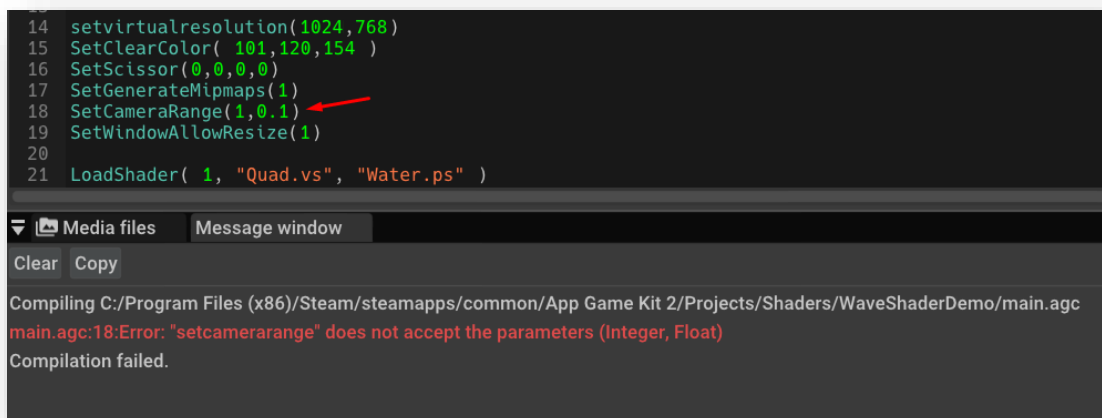 14 setvirtualresolution(1024,768)
15 SetClearColor( 101,120,154 )
16 SetScissor(0,0,0,0)
17 SetGenerateMipmaps(1)
18 SetCameraRange(1,0.1)
19 SetWindowAllowResize(1)
20
21 LoadShader( 1, "Quad.vs", "Water.ps" )
Media files Message window
Clear Copy
Compiling C:/Program Files (x86)/Steam/steamapps/common/App Game Kit 2/Projects/Shaders/WaveShaderDemo/main.agc
main.agc:18:Error: "setcamerarange" does not accept the parameters (Integer, Float)
Compilation failed.